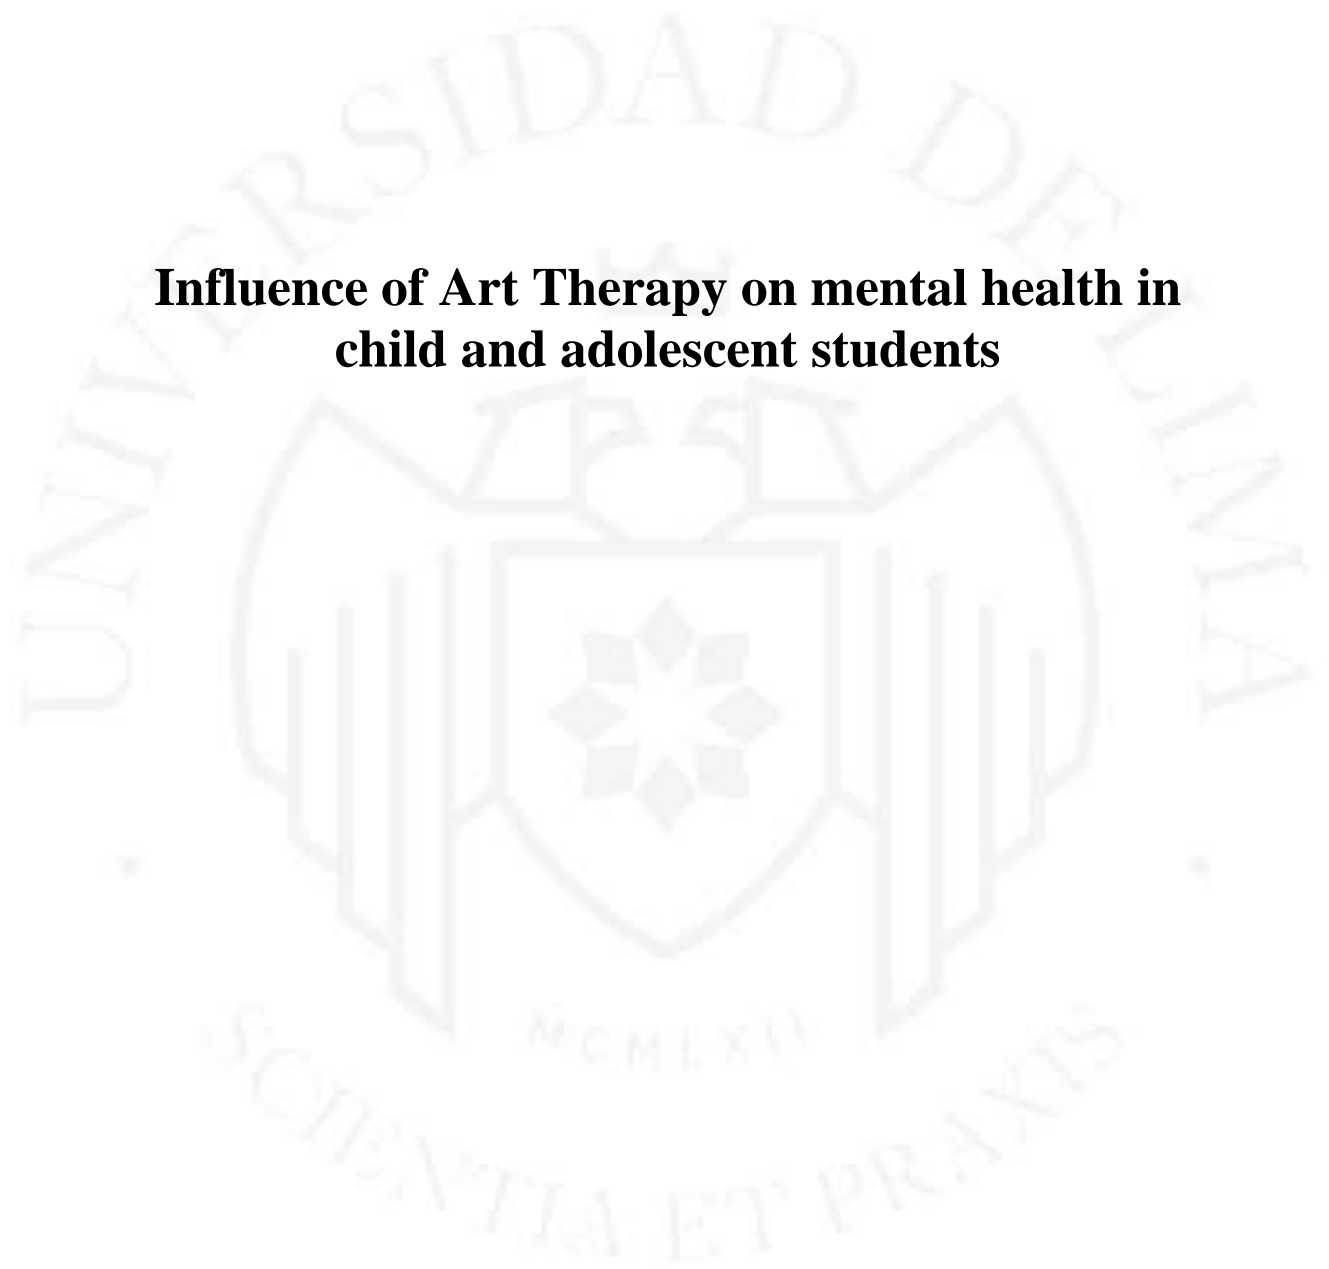 UNIVERSIDAD DE LIMA
Influence of Art Therapy on mental health in
child and adolescent students
MCMLXII
SCIENTIA ET PRAXIS